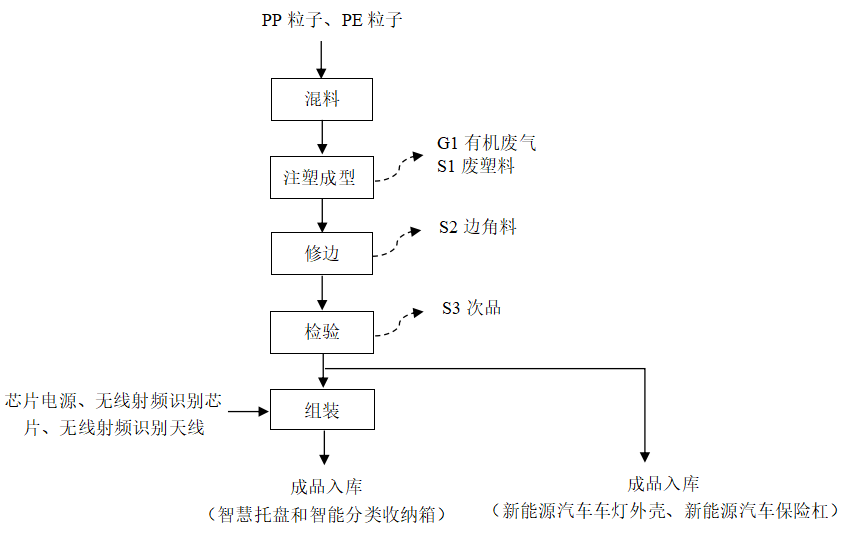 PP 粒子、PE 粒子
混料
G1 有机废气
S1 废塑料
注塑成型
S2 边角料
修边
S3 次品
检验
芯片电源、无线射频识别芯
片、无线射频识别天线
组装
成品入库
（智慧托盘和智能分类收纳箱）
成品入库
（新能源汽车车灯外壳、新能源汽车保险杠）